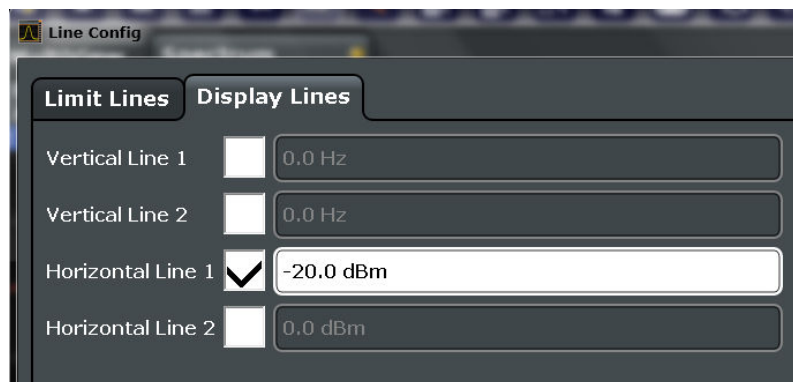 Line Config
Spectrum
Limit Lines Display Lines
Vertical Line 1 0.0 Hz
Vertical Line 2 0.0 Hz
Horizontal Line 1 -20.0 dBm
Horizontal Line 2 0.0 dBm